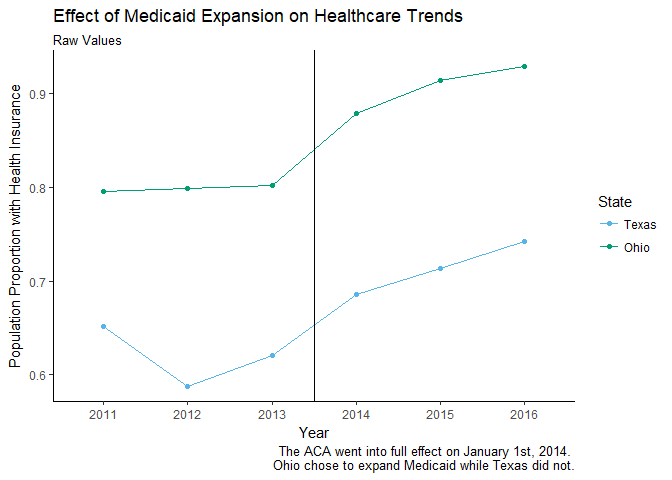 Effect of Medicaid Expansion on Healthcare Trends
Raw Values
Population Proportion with Health Insurance
0.9
0.8
0.7
0.6
2011 2012 2013 2014 2015 2016
Year
State
Texas
Ohio
The ACA went into full effect on January 1st, 2014.
Ohio chose to expand Medicaid while Texas did not.